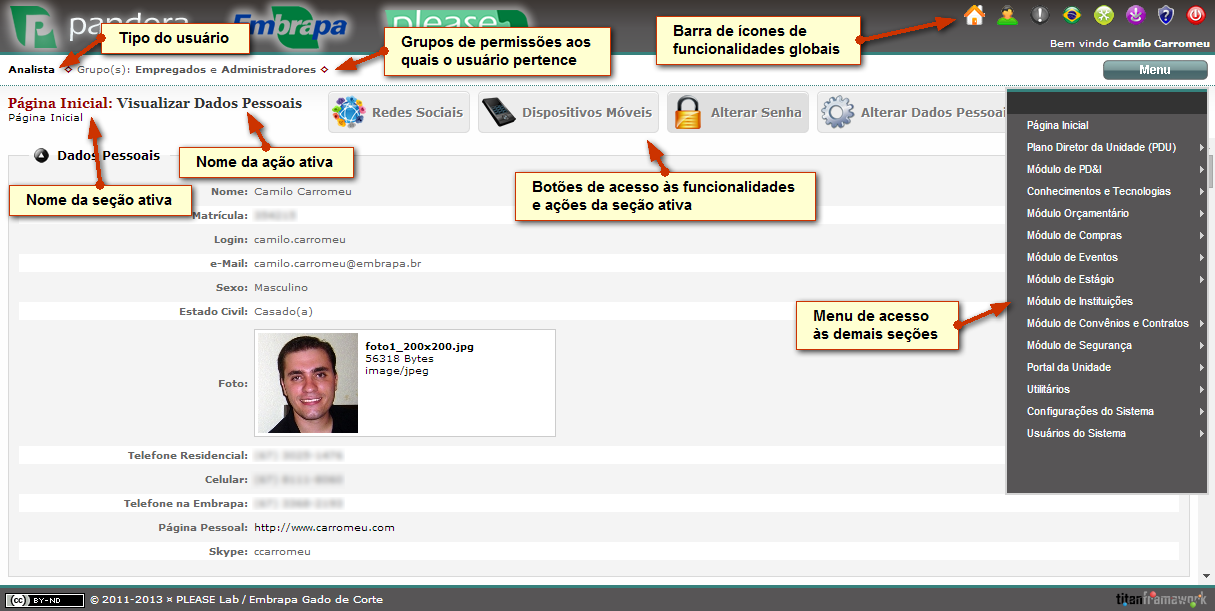 pandora
Embrapa
please
Tipo do usuário
Grupos de permissões aos
quais o usuário pertence
Barra de ícones de
funcionalidades globais
Bem vindo Camilo Carromeu
Analista Grupo(s): Empregados e Administradores
Menu
Página Inicial: Visualizar Dados Pessoais
Página Inicial
Redes Sociais
Dispositivos Móveis
Alterar Senha
Alterar Dados Pessoai
Nome da ação ativa
Nome da seção ativa
Botões de acesso às funcionalidades
e ações da seção ativa
Dados Pessoais
Nome: Camilo Carromeu
Matrícula:
Login: camilo.carromeu
e-Mail: camilo.carromeu@embrapa.br
Sexo: Masculino
Estado Civil: Casado(a)
Foto:
foto1_200x200.jpg
56318 Bytes
image/jpeg
Telefone Residencial:
Celular:
Telefone na Embrapa:
Página Pessoal: http://www.carromeu.com
Skype: ccarromeu
Página Inicial
Plano Diretor da Unidade (PDU)
Módulo de PD&I
Conhecimentos e Tecnologias
Módulo Orçamentário
Módulo de Compras
Módulo de Eventos
Módulo de Estágio
Módulo de Instituições
Módulo de Convênios e Contratos
Módulo de Segurança
Portal da Unidade
Utilitários
Configurações do Sistema
Usuários do Sistema
Menu de acesso
às demais seções
cc BY-ND © 2011-2013 ¤ PLEASE Lab / Embrapa Gado de Corte
titanframework